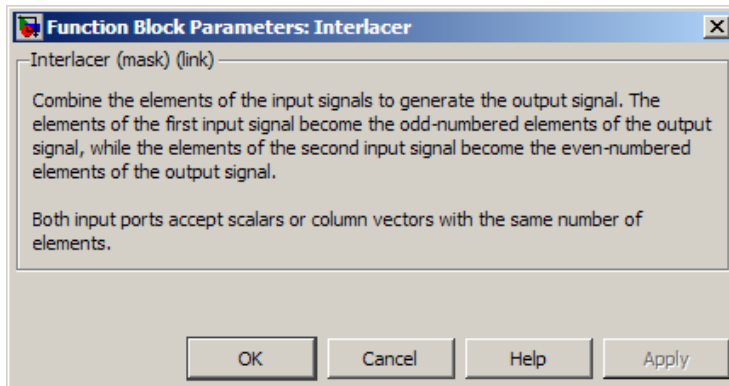 Function Block Parameters: Interlacer
Interlacer (mask) (link)
Combine the elements of the input signals to generate the output signal. The
elements of the first input signal become the odd-numbered elements of the output
signal, while the elements of the second input signal become the even-numbered
elements of the output signal.
Both input ports accept scalars or column vectors with the same number of
elements.
OK Cancel Help Apply